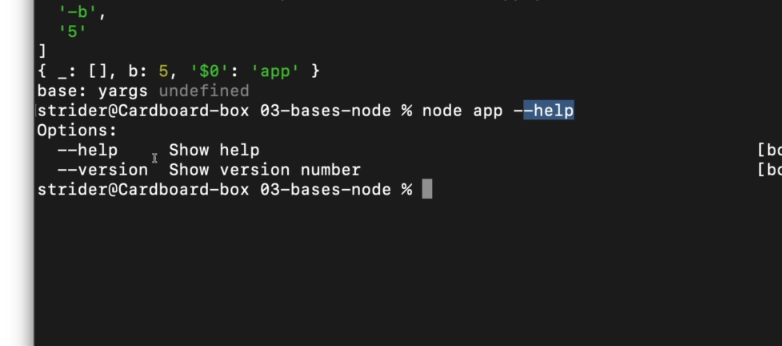 '-b',
'5'
]
{ _: [], b: 5, '$0': 'app' }
base: yargs undefined
strider@Cardboard-box 03-bases-node % node app --help
Options:
--help Show help [bo
--version Show version number [bo
strider@Cardboard-box 03-bases-node %